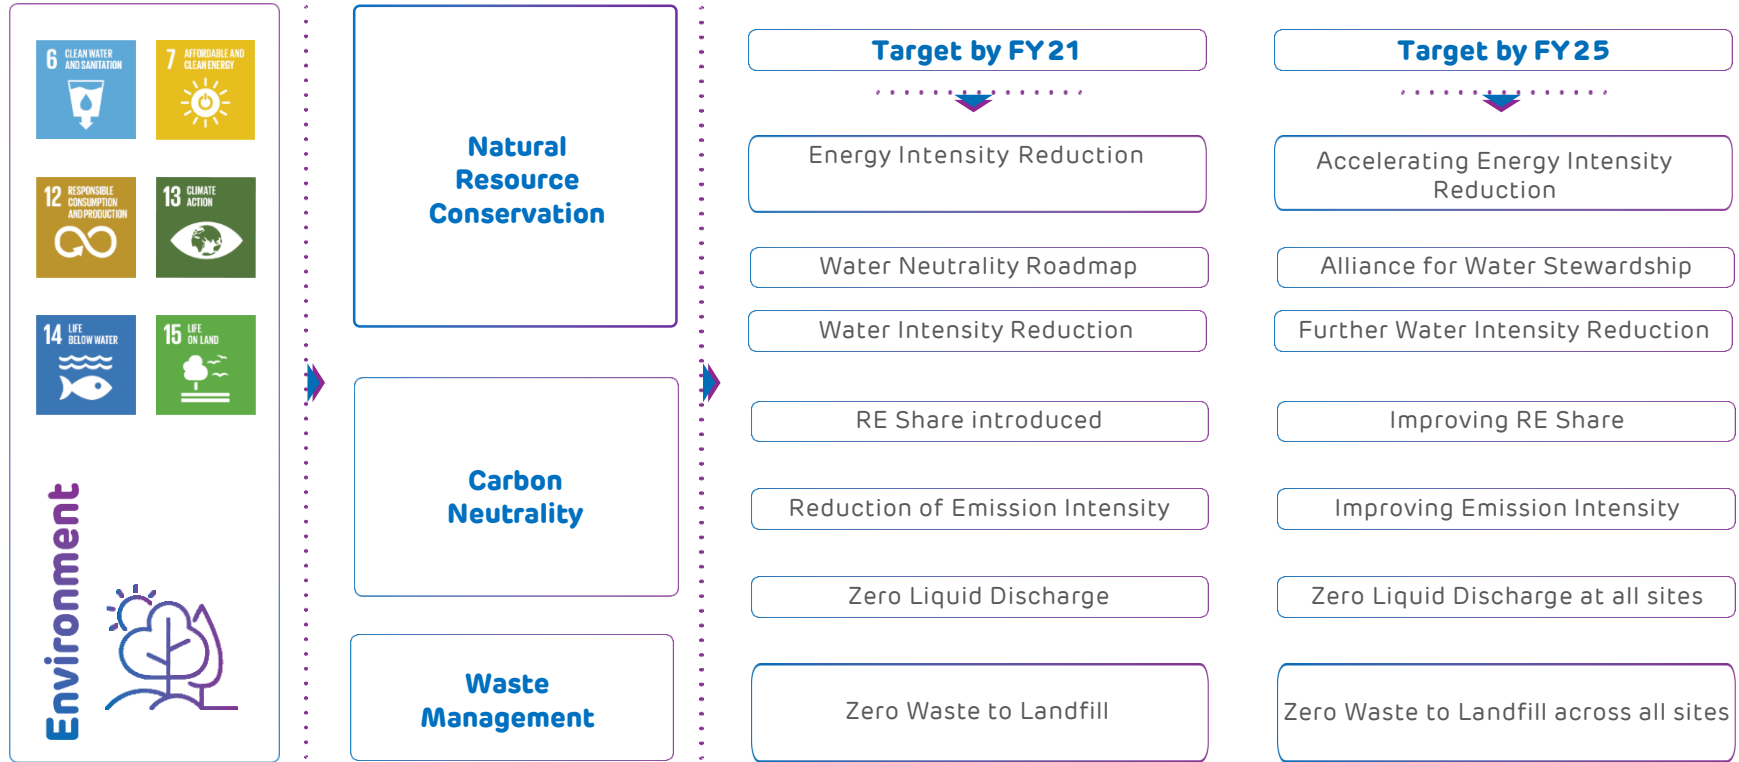 6 CLEAN WATER
AND SANITATION
7 AFFORDABLE AND
CLEAN ENERGY
12 RESPONSIBLE
CONSUMPTION
AND PRODUCTION
13 CLIMATE
ACTION
14 LIFE
BELOW WATER
15 LIFE
ON LAND
Environment
Natural
Resource
Conservation
Carbon
Neutrality
Waste
Management
Target by FY21
Energy Intensity Reduction
Water Neutrality Roadmap
Water Intensity Reduction
RE Share introduced
Reduction of Emission Intensity
Zero Liquid Discharge
Zero Waste to Landfill
Target by FY25
Accelerating Energy Intensity
Reduction
Alliance for Water Stewardship
Further Water Intensity Reduction
Improving RE Share
Improving Emission Intensity
Zero Liquid Discharge at all sites
Zero Waste to Landfill across all sites